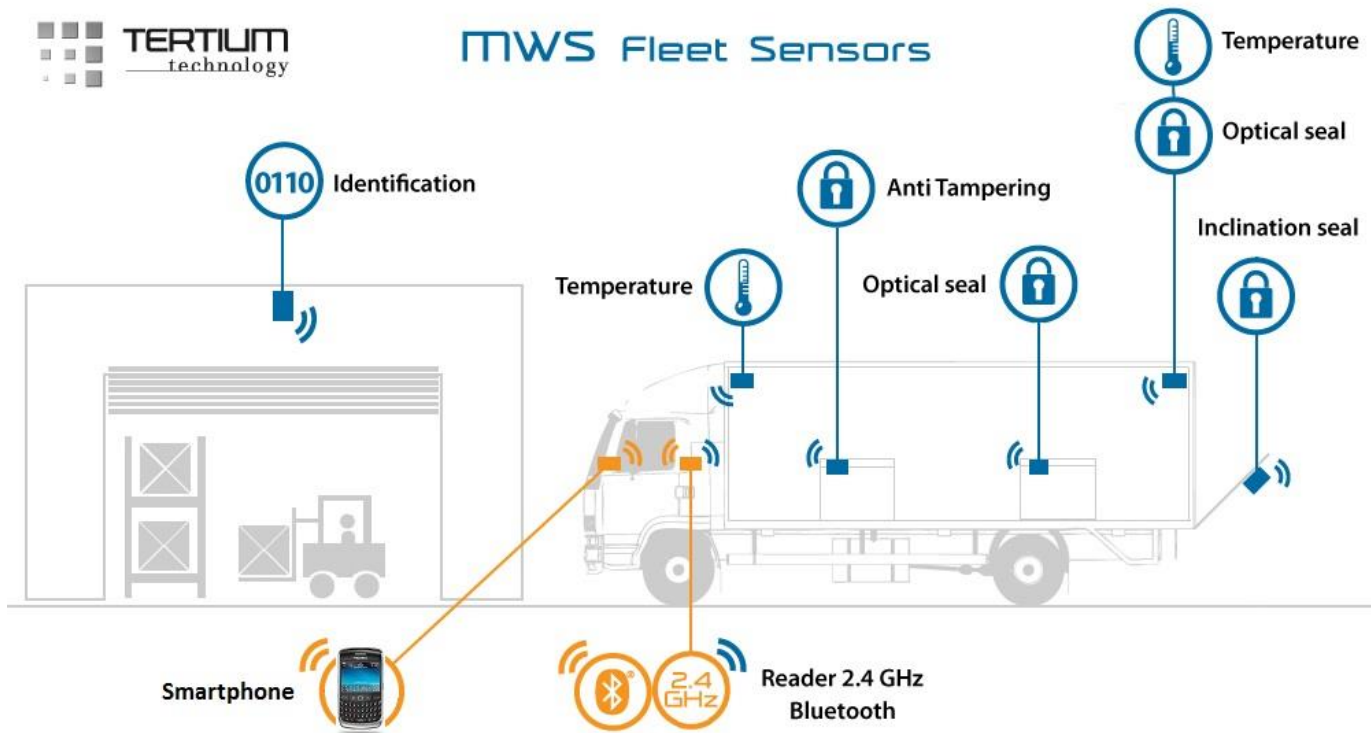 TERTIUM
technology
MWS Fleet Sensors
Temperature
Optical seal
0110 Identification
Anti Tampering
Inclination seal
Temperature
Optical seal
Smartphone
2.4
GHz
Reader 2.4 GHz
Bluetooth